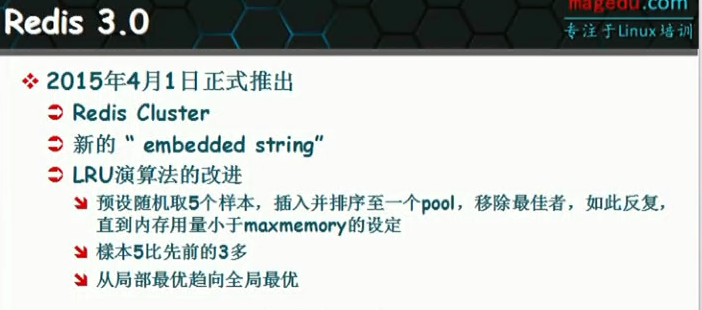 Redis 3.0
magedu.com
专注于Linux培训
2015年4月1日正式推出
Redis Cluster
新的“ embedded string”
LRU演算法的改进
预设随机取5个样本，插入并排序至一个pool，移除最佳者，如此反复，
直到内存用量小于maxmemory的设定
樣本5比先前的3多
从局部最优趋向全局最优